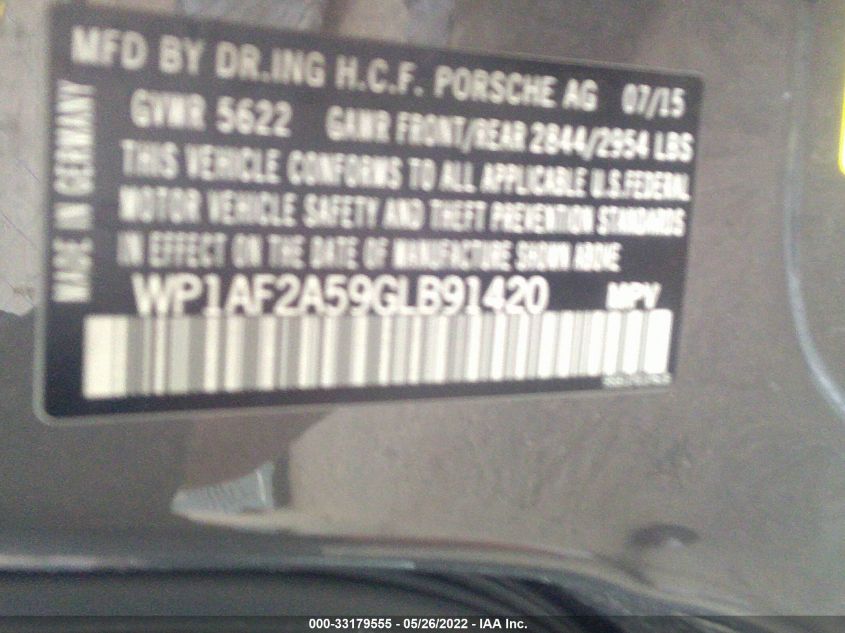 MFD BY DR.ING H.C.F. PORSCHE AG 07/15
GVWR 5622 GAWR FRONT/REAR 2844/2954 LBS
THIS VEHICLE CONFORMS TO ALL APPLICABLE U.S.FEDERAL
MOTOR VEHICLE SAFETY AND THEFT PREVENTION STANDARDS
IN EFFECT ON THE DATE OF MANUFACTURE SHOWN ABOVE
WP1AF2A59GLB91420 MPV
MADE IN GERMANY
000-33179555 - 05/26/2022 - IAA Inc.